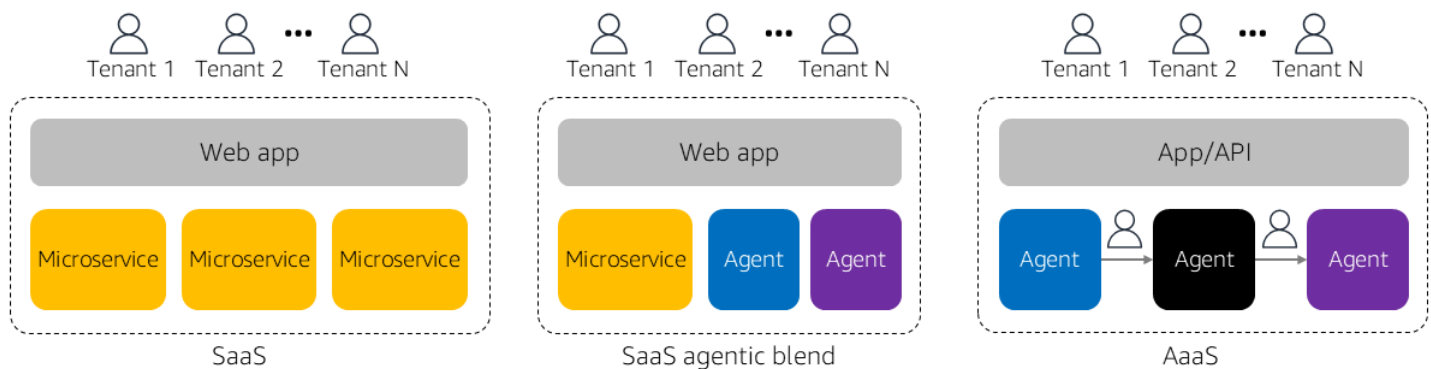 Tenant 1 Tenant 2 ••• Tenant N
Web app
Microservice Microservice Microservice
SaaS
Tenant 1 Tenant 2 ••• Tenant N
Web app
Microservice Agent Agent
SaaS agentic blend
Tenant 1 Tenant 2 ••• Tenant N
App/API
Agent Agent Agent
AaaS